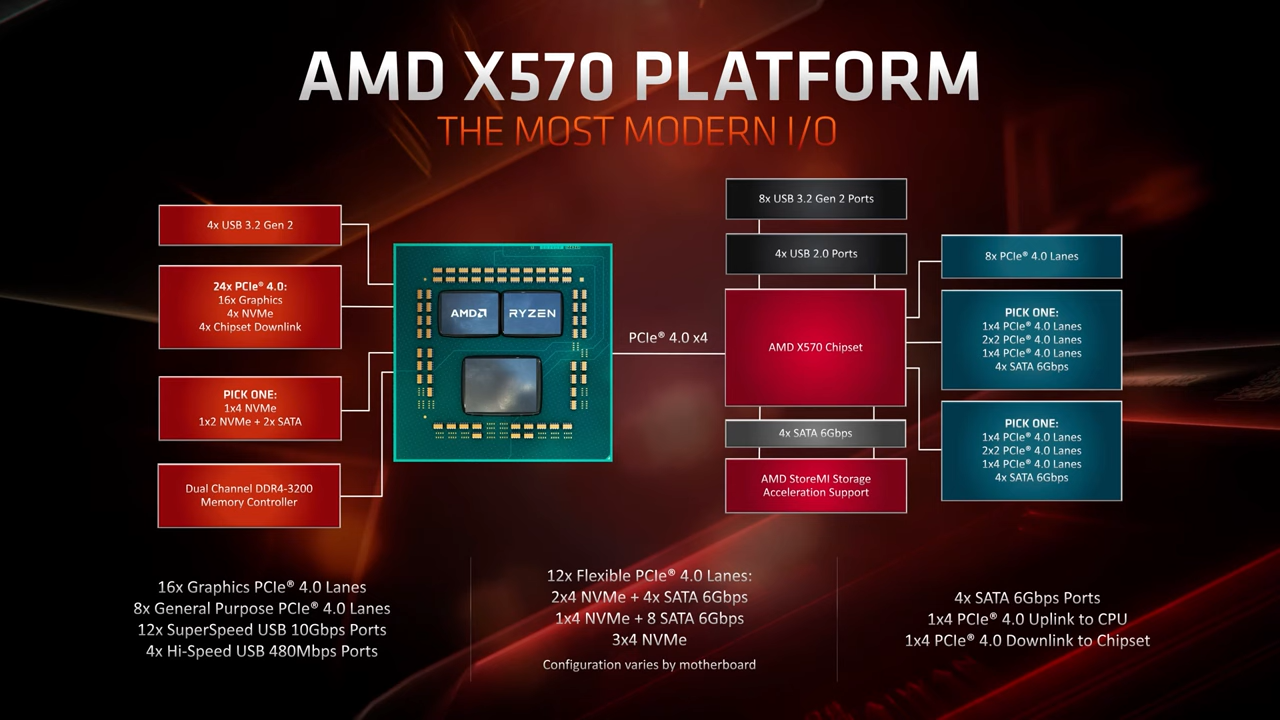 AMD X570 PLATFORM
THE MOST MODERN I/O
4x USB 3.2 Gen 2
24x PCIe® 4.0:
16x Graphics
4x NVMe
4x Chipset Downlink
PICK ONE:
1x4 NVMe
1x2 NVMe + 2x SATA
Dual Channel DDR4-3200
Memory Controller
AMD
RYZEN
PCIe® 4.0 x4
8x USB 3.2 Gen 2 Ports
4x USB 2.0 Ports
AMD X570 Chipset
4x SATA 6Gbps
AMD StoreMI Storage
Acceleration Support
8x PCIe® 4.0 Lanes
PICK ONE:
1x4 PCIe® 4.0 Lanes
2x2 PCIe® 4.0 Lanes
1x4 PCIe® 4.0 Lanes
4x SATA 6Gbps
PICK ONE:
1x4 PCIe® 4.0 Lanes
2x2 PCIe® 4.0 Lanes
1x4 PCIe® 4.0 Lanes
4x SATA 6Gbps
16x Graphics PCIe® 4.0 Lanes
8x General Purpose PCIe® 4.0 Lanes
12x SuperSpeed USB 10Gbps Ports
4x Hi-Speed USB 480Mbps Ports
12x Flexible PCIe® 4.0 Lanes:
2x4 NVMe + 4x SATA 6Gbps
1x4 NVMe + 8 SATA 6Gbps
3x4 NVMe
Configuration varies by motherboard
4x SATA 6Gbps Ports
1x4 PCIe® 4.0 Uplink to CPU
1x4 PCIe® 4.0 Downlink to Chipset